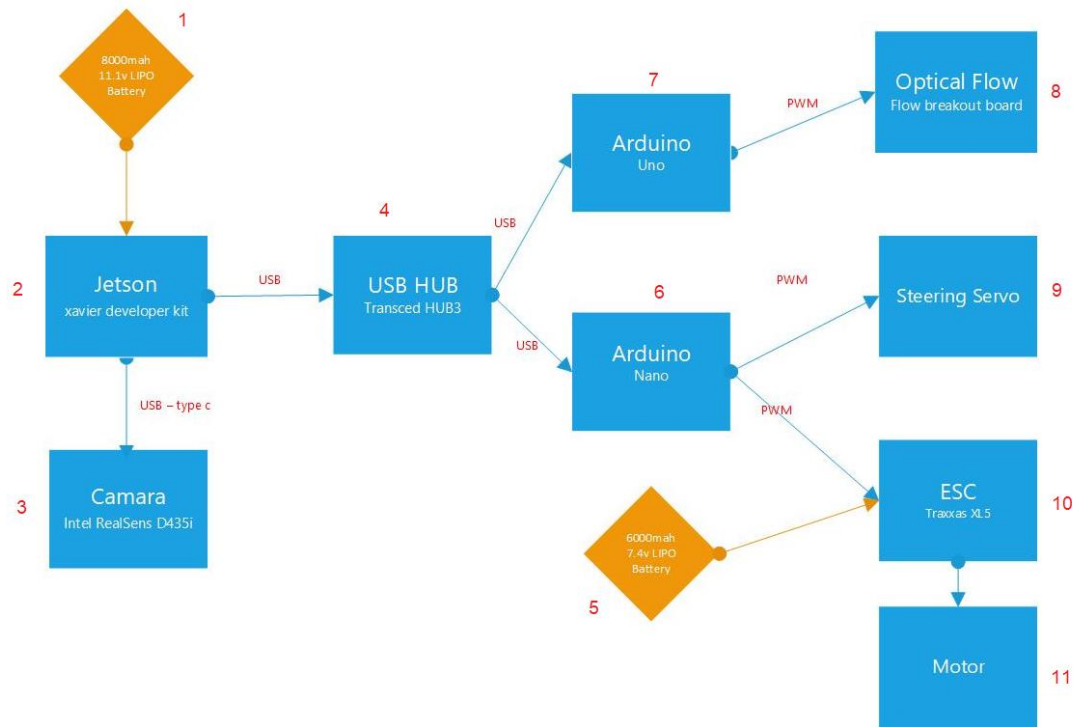 1
8000mah
11.1v LIPO
Battery
2
Jetson
xavier developer kit
USB
USB – type c
3
Camara
Intel RealSens D435i
4
USB HUB
Transced HUB3
USB
USB
7
Arduino
Uno
PWM
Optical Flow
Flow breakout board
8
6
Arduino
Nano
PWM
Steering Servo
9
PWM
5
6000mah
7.4v LIPO
Battery
ESC
Traxxas XL5
10
Motor
11